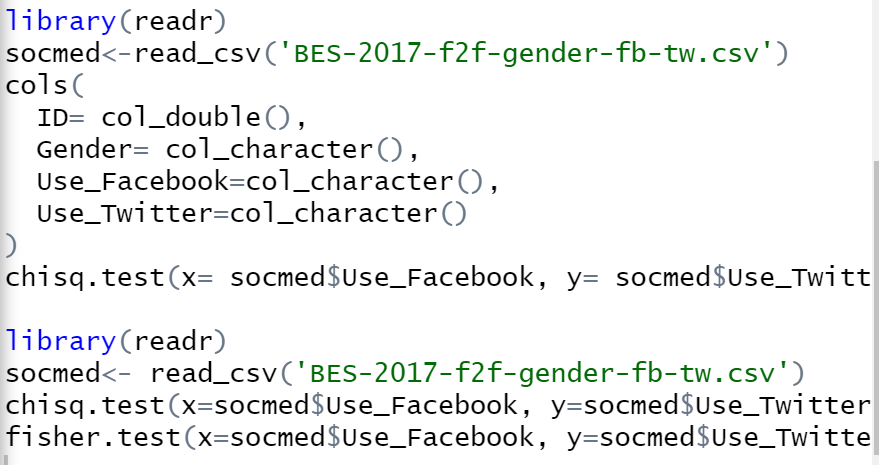 library(readr)
socmed<-read_csv('BES-2017-f2f-gender-fb-tw.csv')
cols(
  ID= col_double(),
  Gender= col_character(),
  Use_Facebook=col_character(),
  Use_Twitter=col_character()
)
chisq.test(x= socmed$Use_Facebook, y= socmed$Use_Twitt
library(readr)
socmed<- read_csv('BES-2017-f2f-gender-fb-tw.csv')
chisq.test(x=socmed$Use_Facebook, y=socmed$Use_Twitter
fisher.test(x=socmed$Use_Facebook, y=socmed$Use_Twitte